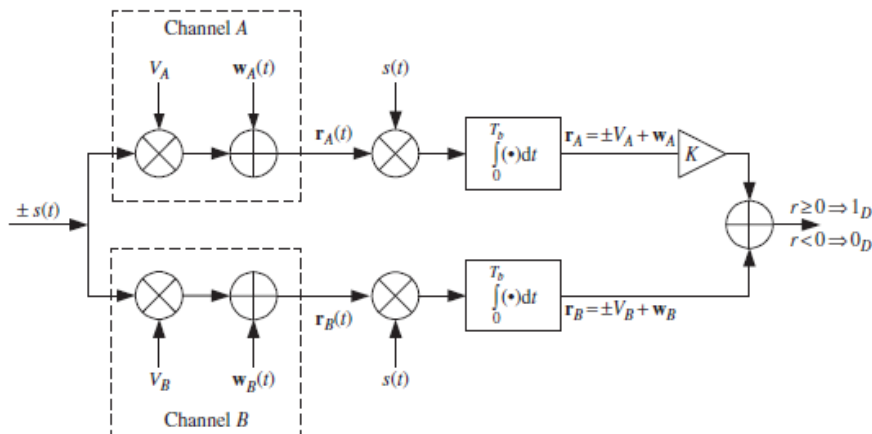 Channel A
V_A
w_A(t)
s(t)
r_A(t)
T_b
∫(•)dt
0
r_A = ±V_A + w_A
K
± s(t)
r ≥ 0 ⇒ 1_D
r < 0 ⇒ 0_D
T_b
∫(•)dt
0
r_B = ±V_B + w_B
r_B(t)
V_B
w_B(t)
s(t)
Channel B